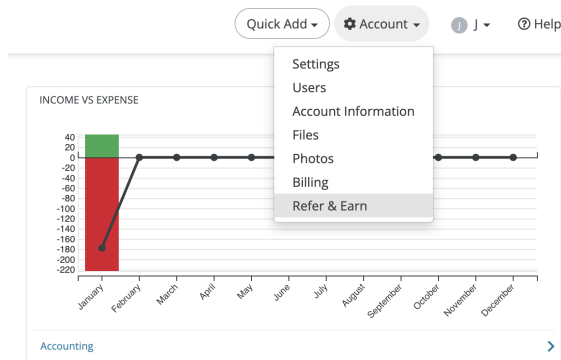 Quick Add
Account
J J
Help
Settings
Users
Account Information
Files
Photos
Billing
Refer & Earn
INCOME VS EXPENSE
40
20
0
-20
-40
-60
-80
-100
-120
-140
-160
-180
-200
-220
January February March April May June July August September October November December
Accounting